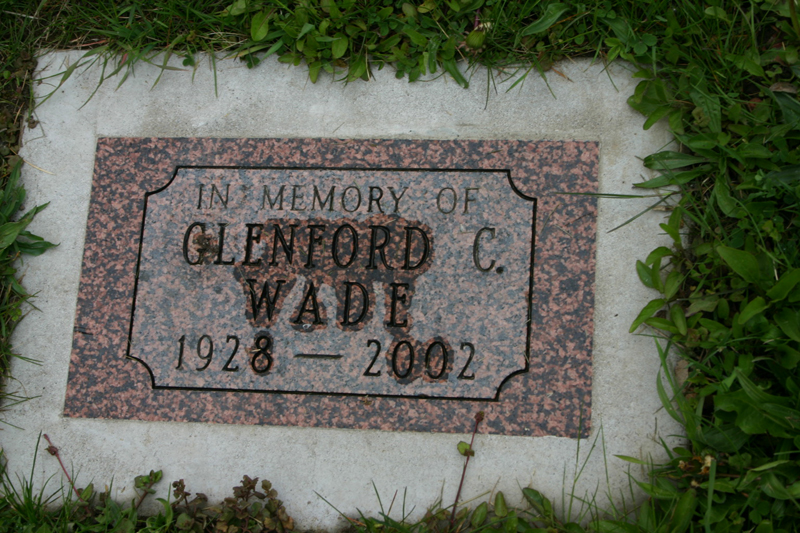 IN MEMORY OF
GLENFORD C.
WADE
1928 — 2002